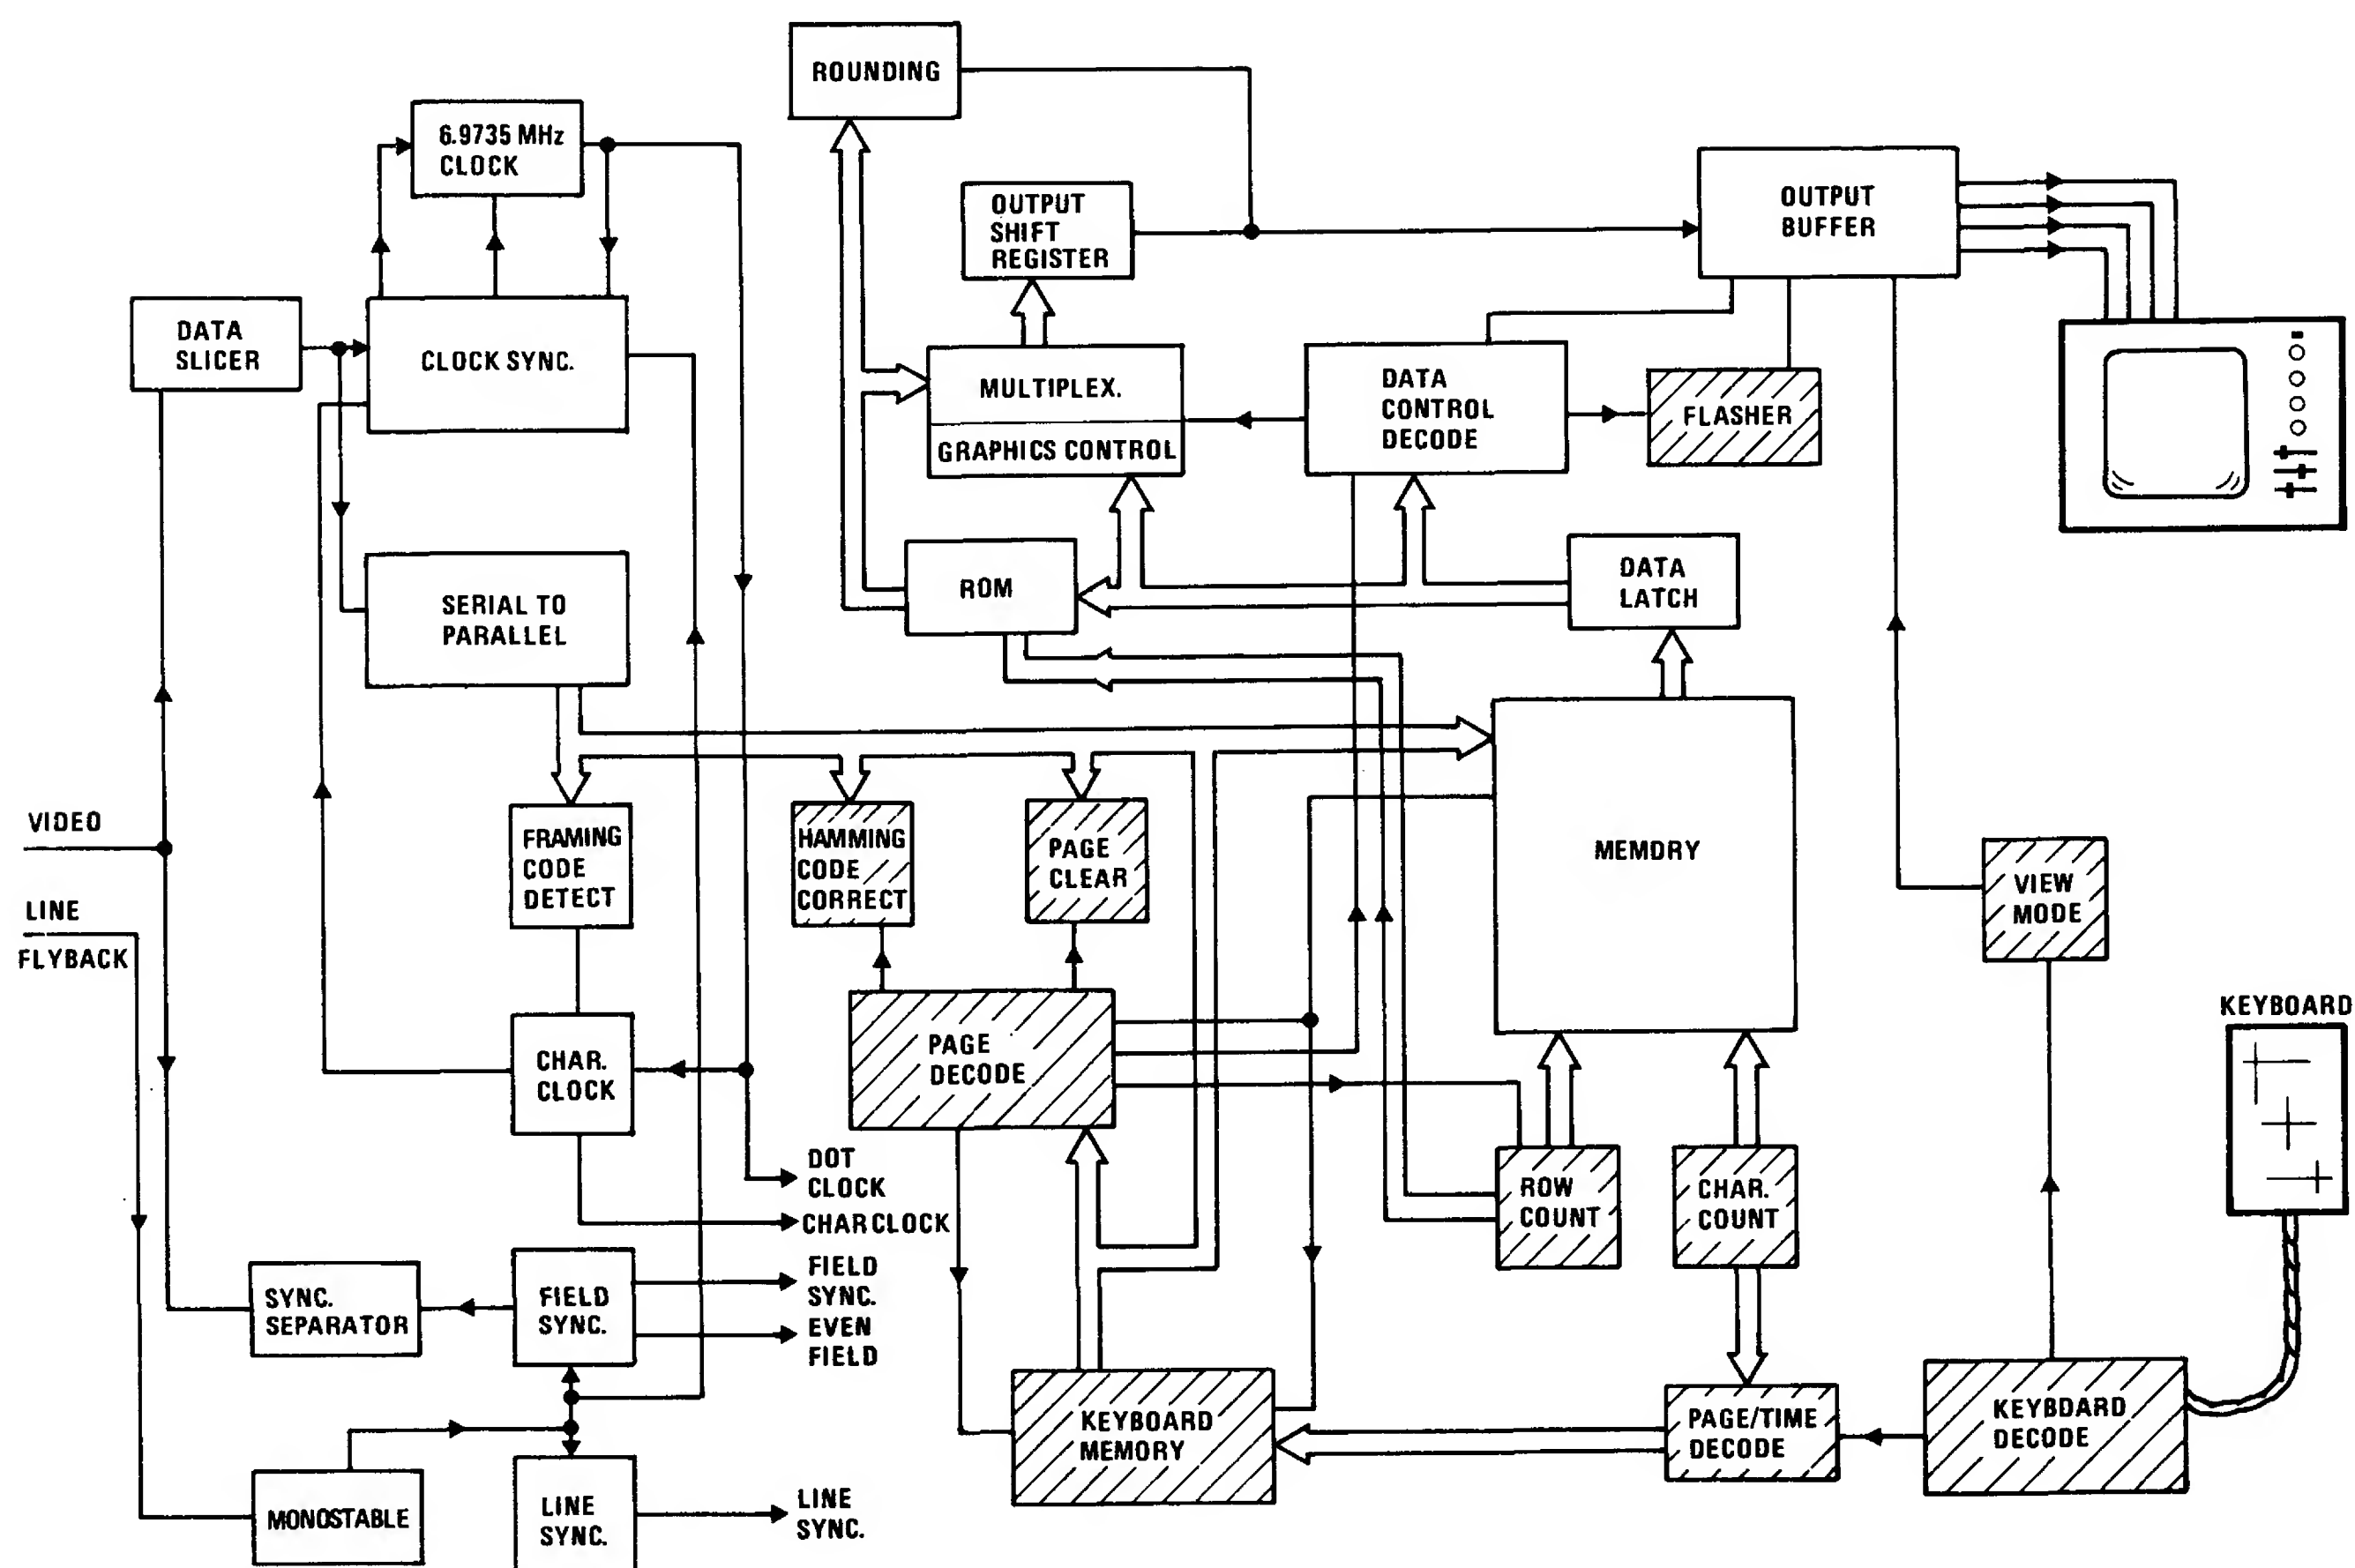 ROUNDING
6.9735 MHz
CLOCK
OUTPUT
SHIFT
REGISTER
OUTPUT
BUFFER
DATA
SLICER
CLOCK SYNC.
MULTIPLEX.
GRAPHICS CONTROL
DATA
CONTROL
DECODE
FLASHER
SERIAL TO
PARALLEL
ROM
DATA
LATCH
VIDEO
LINE
FLYBACK
FRAMING
CODE
DETECT
HAMMING
CODE
CORRECT
PAGE
CLEAR
MEMORY
VIEW
MODE
KEYBOARD
CHAR.
CLOCK
PAGE
DECODE
DOT
CLOCK
CHAR CLOCK
ROW
COUNT
CHAR.
COUNT
SYNC.
SEPARATOR
FIELD
SYNC.
FIELD
SYNC.
EVEN
FIELD
KEYBOARD
MEMORY
PAGE/TIME
DECODE
KEYBOARD
DECODE
MONOSTABLE
LINE
SYNC.
LINE
SYNC.